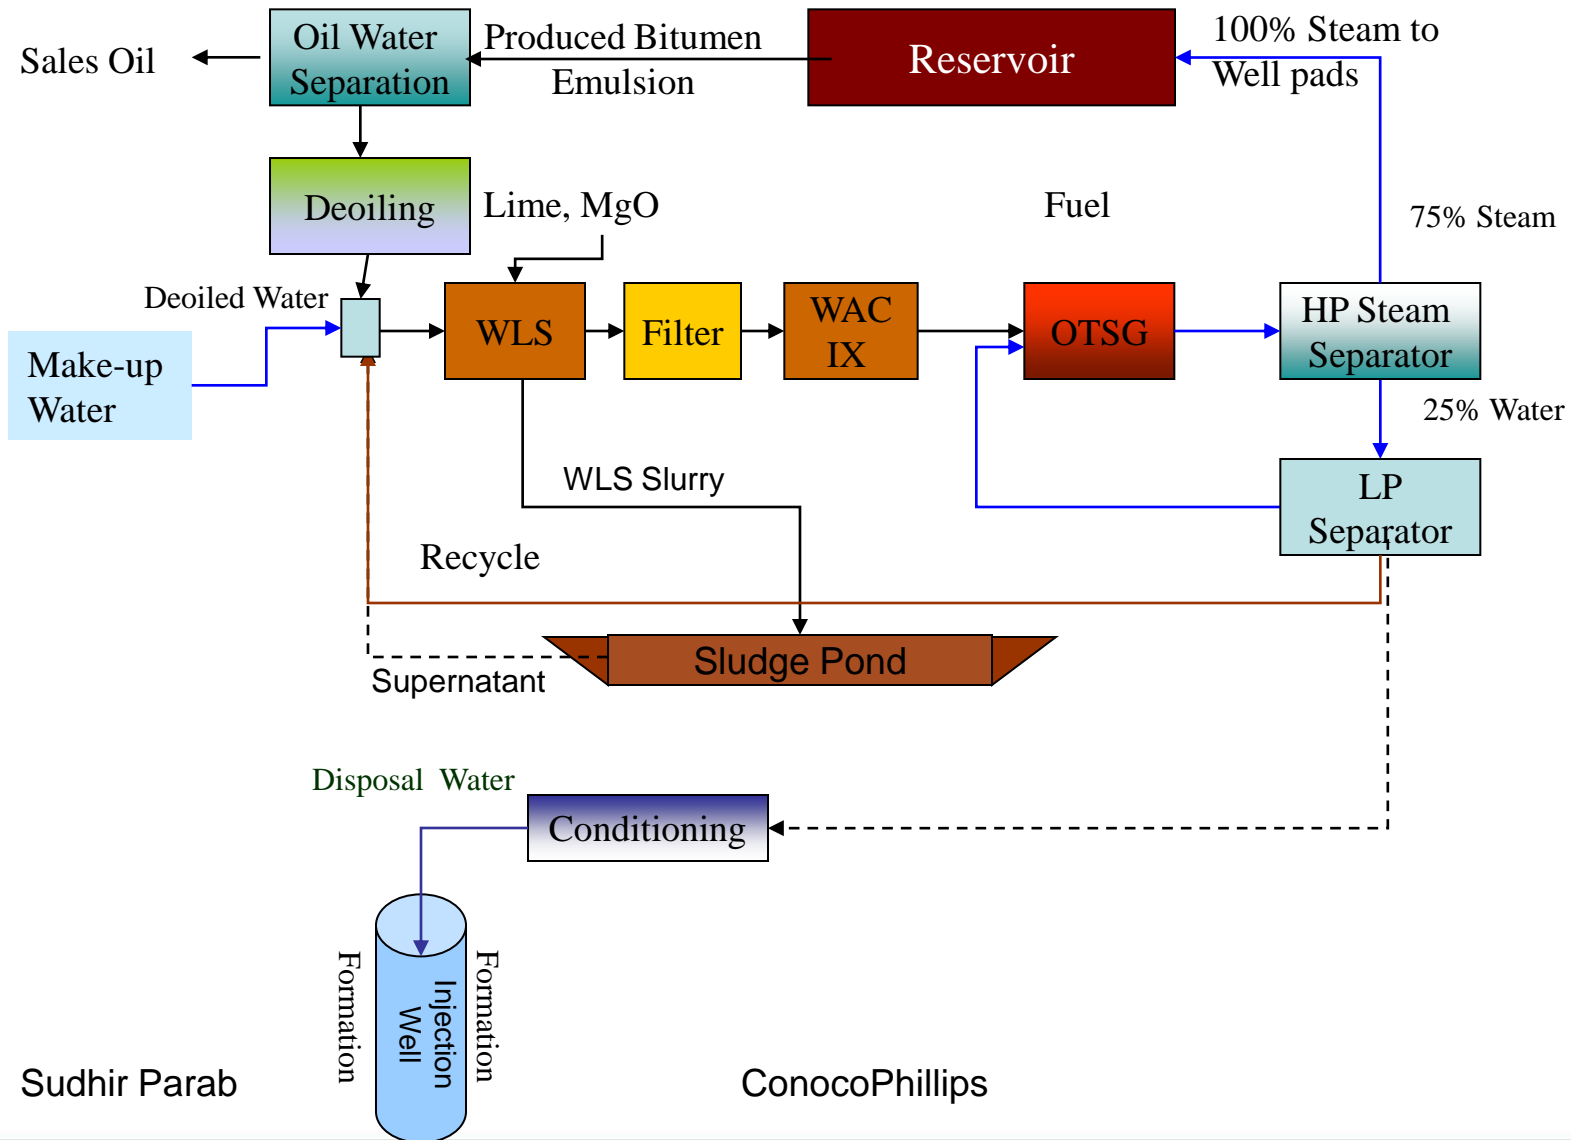 Sales Oil
Oil Water
Separation
Produced Bitumen
Emulsion
Reservoir
100% Steam to
Well pads
Deoiling
Lime, MgO
Fuel
75% Steam
Deoiled Water
Make-up
Water
WLS
Filter
WAC
IX
OTSG
HP Steam
Separator
25% Water
WLS Slurry
LP
Separator
Recycle
Sludge Pond
Supernatant
Disposal  Water
Conditioning
Formation
Injection
Well
Formation
Sudhir Parab
ConocoPhillips